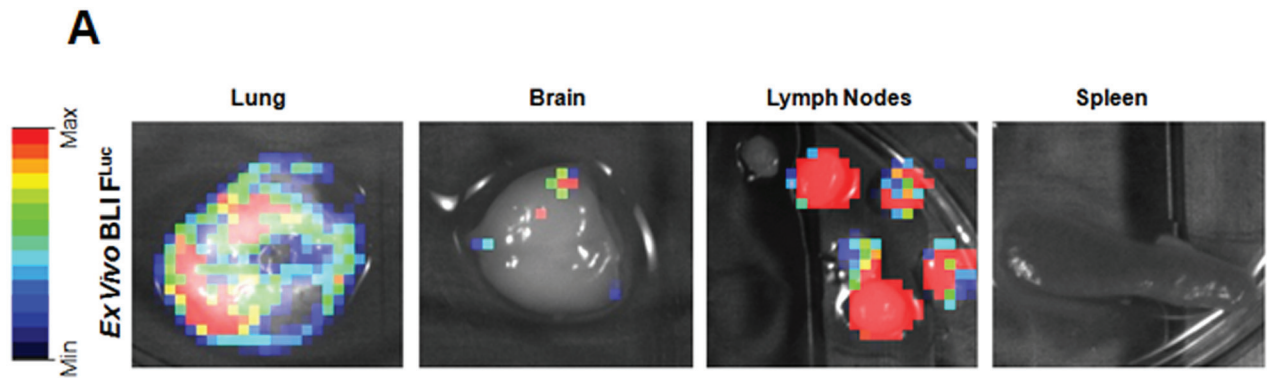 A
Lung
Brain
Lymph Nodes
Spleen
Max
Min
Ex Vivo BLI FLuc